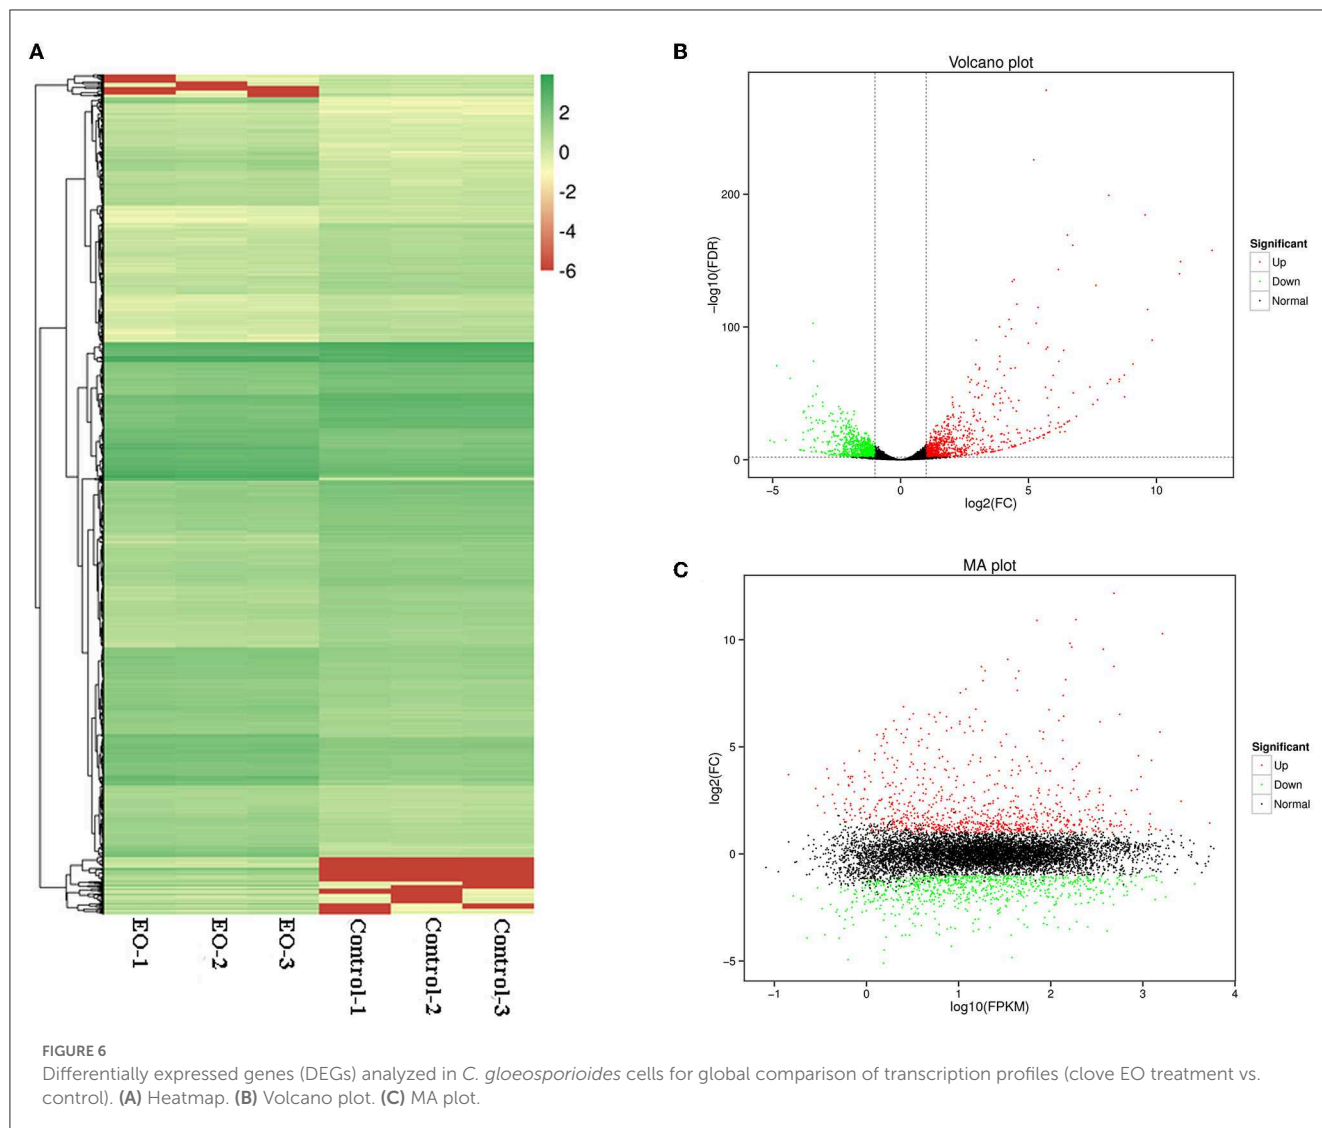 A
2
0
-2
-4
-6
EO-1
EO-2
EO-3
Control-1
Control-2
Control-3
B
Volcano plot
200
100
0
−log10(FDR)
−5
0
5
10
log2(FC)
Significant
Up
Down
Normal
C
MA plot
10
5
0
−5
log2(FC)
−1
0
1
2
3
4
log10(FPKM)
Significant
Up
Down
Normal
FIGURE 6
Differentially expressed genes (DEGs) analyzed in C. gloeosporioides cells for global comparison of transcription profiles (clove EO treatment vs.
control). (A) Heatmap. (B) Volcano plot. (C) MA plot.